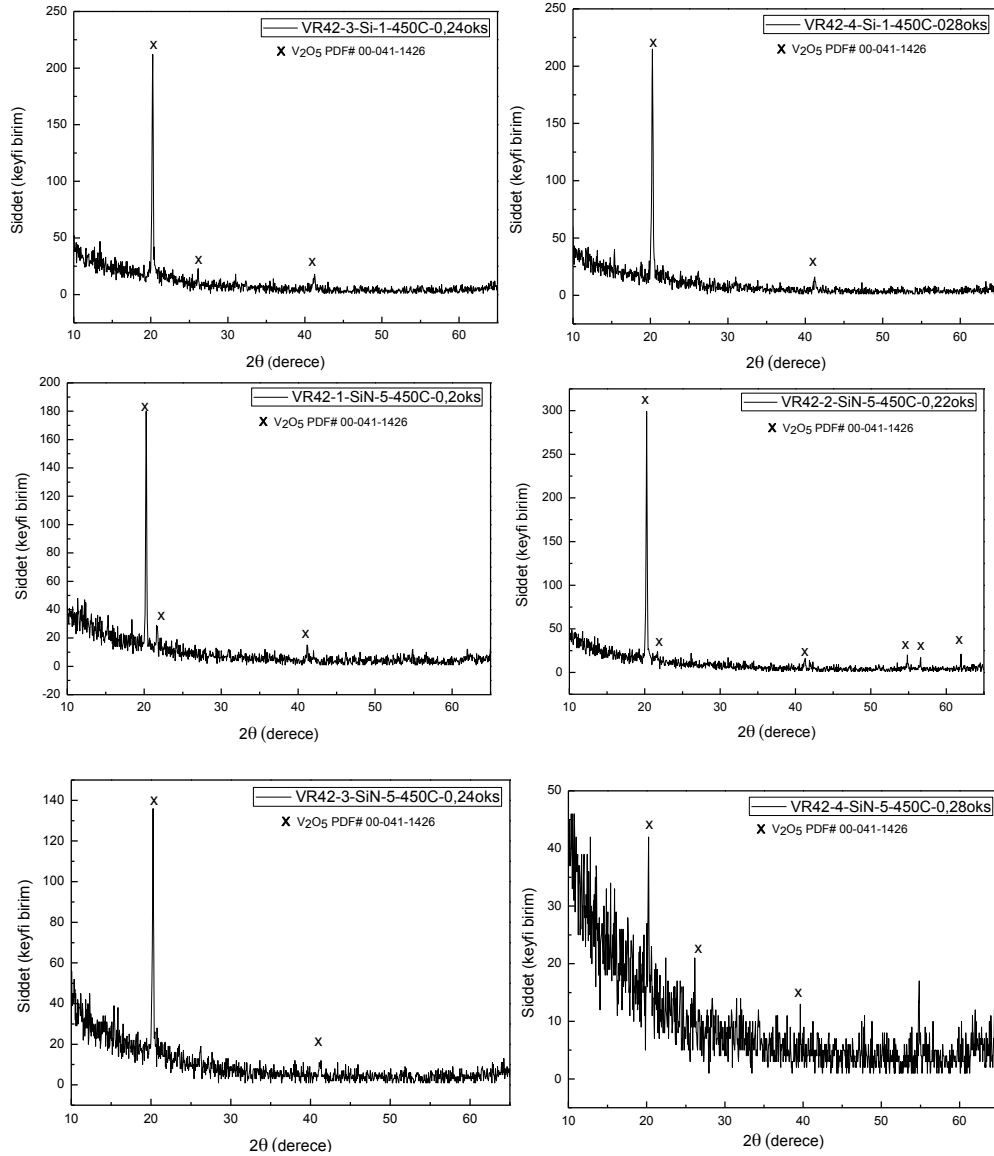 VR42-3-Si-1-450C-0,24oks
X V2O5 PDF# 00-041-1426
Siddet (keyfi birim)
250
200
150
100
50
0
x
x
x
10 20 30 40 50 60
2θ (derece)
VR42-4-Si-1-450C-028oks
X V2O5 PDF# 00-041-1426
Siddet (keyfi birim)
250
200
150
100
50
0
x
x
10 20 30 40 50 60
2θ (derece)
VR42-1-SiN-5-450C-0,2oks
X V2O5 PDF# 00-041-1426
Siddet (keyfi birim)
200
180
160
140
120
100
80
60
40
20
0
-20
x
x
x
10 20 30 40 50 60
2θ (derece)
VR42-2-SiN-5-450C-0,22oks
X V2O5 PDF# 00-041-1426
Siddet (keyfi birim)
300
250
200
150
100
50
0
x
x
x
x x x
10 20 30 40 50 60
2θ (derece)
VR42-3-SiN-5-450C-0,24oks
X V2O5 PDF# 00-041-1426
Siddet (keyfi birim)
140
120
100
80
60
40
20
0
x
x
10 20 30 40 50 60
2θ (derece)
VR42-4-SiN-5-450C-0,28oks
X V2O5 PDF# 00-041-1426
Siddet (keyfi birim)
50
40
30
20
10
0
x
x
x
10 20 30 40 50 60
2θ (derece)